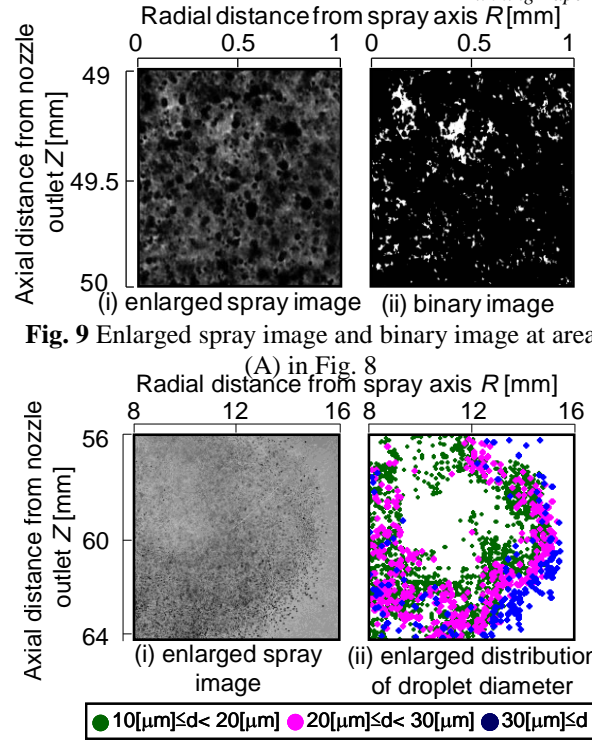 Radial distance from spray axis R [mm]
0 0.5 1 0 0.5 1
Axial distance from nozzle
outlet Z [mm]
49
49.5
50
(i) enlarged spray image (ii) binary image
Fig. 9 Enlarged spray image and binary image at area
(A) in Fig. 8
Radial distance from spray axis R [mm]
8 12 16 8 12 16
Axial distance from nozzle
outlet Z [mm]
56
60
64
(i) enlarged spray
image
(ii) enlarged distribution
of droplet diameter
10[μm]≤d< 20[μm] 20[μm]≤d< 30[μm] 30[μm]≤d